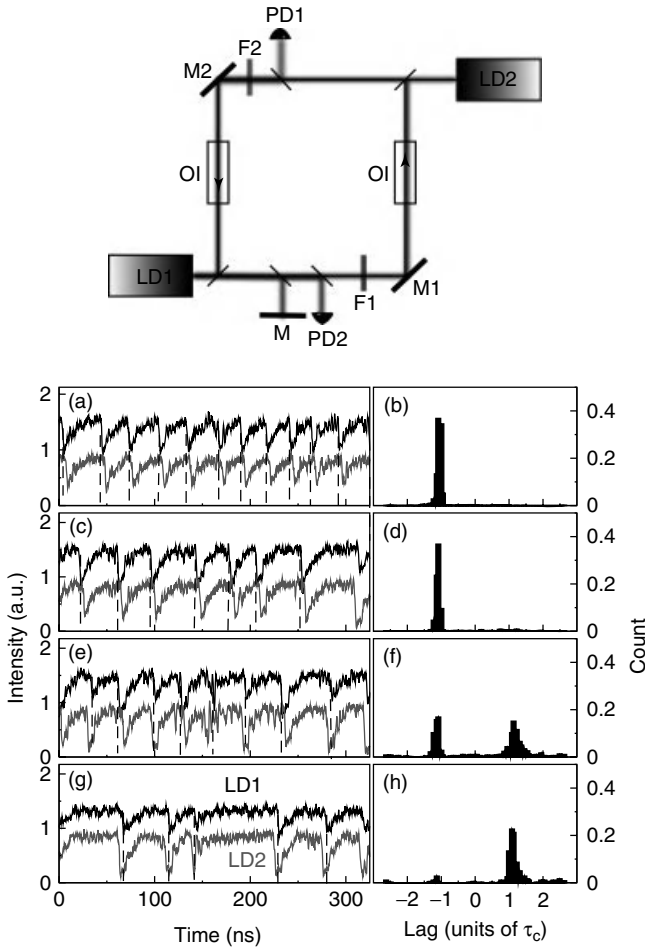 PD1
F2
M2
LD2
OI
OI
LD1
M1
F1
M
PD2
(a)
(b)
(c)
(d)
(e)
(f)
(g)
(h)
LD1
LD2
2
1
0
2
1
0
2
1
0
2
1
0
0.4
0.2
0
0.4
0.2
0
0.4
0.2
0
0.4
0.2
0
Intensity (a.u.)
Count
0 100 200 300
−2 −1 0 1 2
Time (ns)
Lag (units of τc)